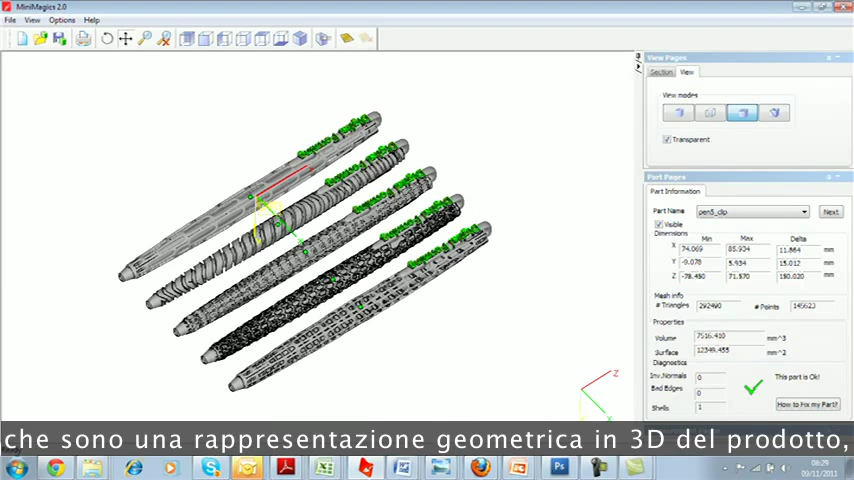 MiniMagics 2.0
File View Options Help
View Pages
Section View
View modes
Transparent
Part Pages
Part Information
Part Name pen5_clip Next
Visible
Dimensions Min Max Delta
X 74.069 85.934 11.864 mm
Y -9.078 5.934 15.012 mm
Z -78.450 71.570 150.020 mm
Mesh info
# Triangles 292490 # Points 145623
Properties
Volume 7516.410 mm^3
Surface 12349.455 mm^2
Diagnostics
Inv.Normals 0 This part is Ok!
Bad Edges 0
How to Fix my Part?
Shells 1
Z
che sono una rappresentazione geometrica in 3D del prodotto,
08:29
09/11/2011